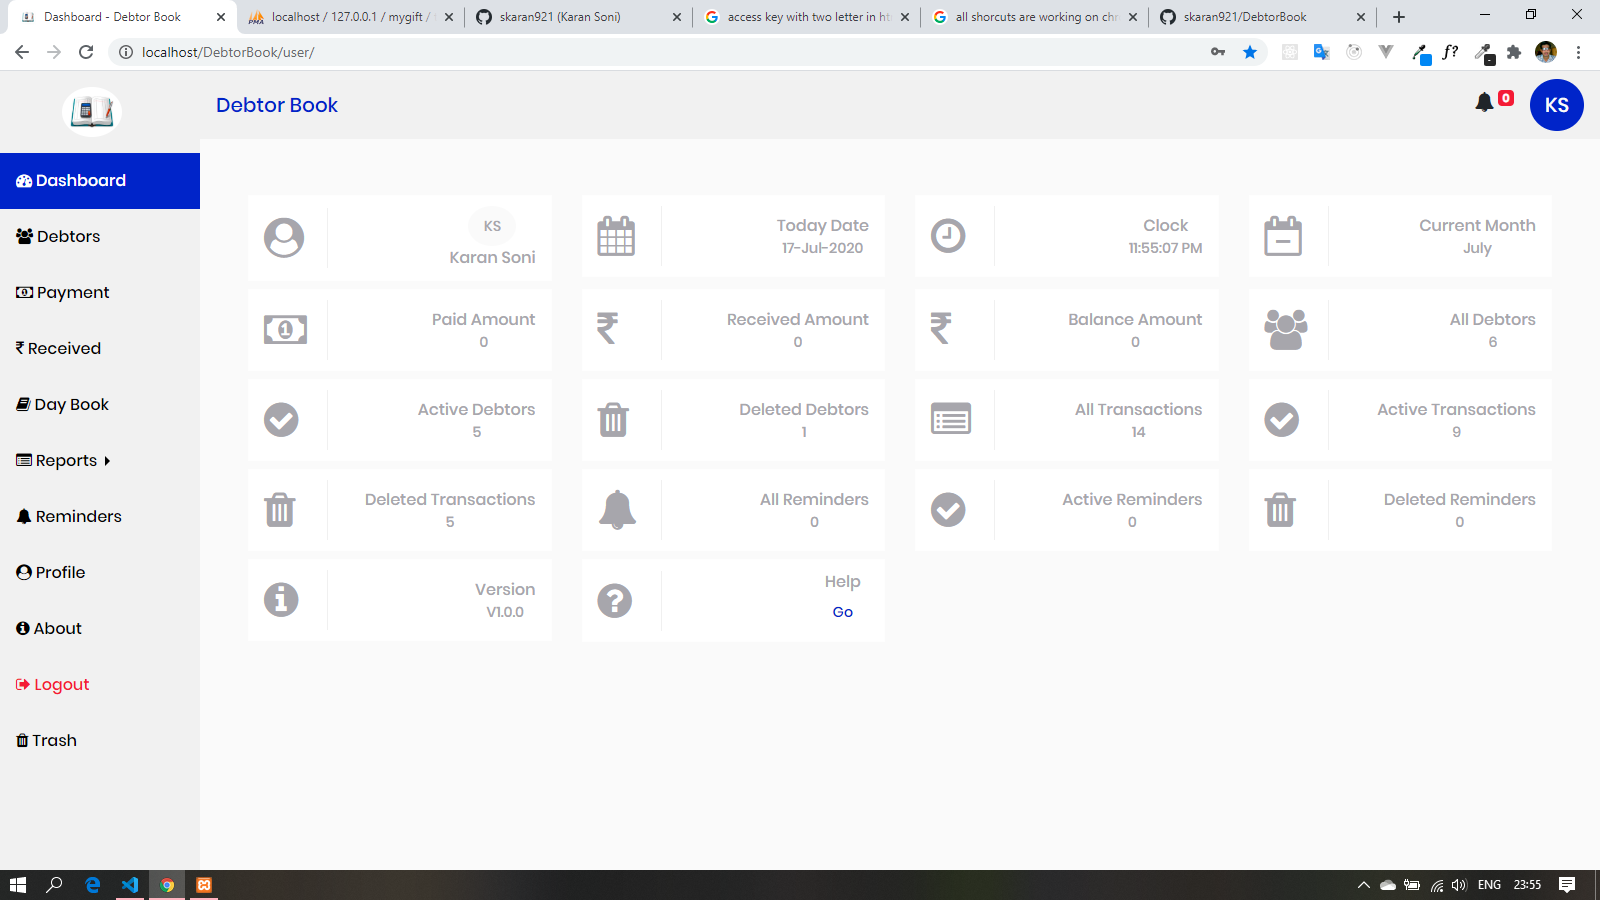 Dashboard - Debtor Book
localhost / 127.0.0.1 / mygift /
skaran921 (Karan Soni)
access key with two letter in ht
all shorcuts are working on chr
skaran921/DebtorBook
localhost/DebtorBook/user/
f?
Debtor Book
0
KS
Dashboard
Debtors
Payment
Received
Day Book
Reports
Reminders
Profile
About
Logout
Trash
KS
Karan Soni
Today Date
17-Jul-2020
Clock
11:55:07 PM
Current Month
July
Paid Amount
0
Received Amount
0
Balance Amount
0
All Debtors
6
Active Debtors
5
Deleted Debtors
1
All Transactions
14
Active Transactions
9
Deleted Transactions
5
All Reminders
0
Active Reminders
0
Deleted Reminders
0
Version
V1.0.0
Help
Go
ENG
23:55